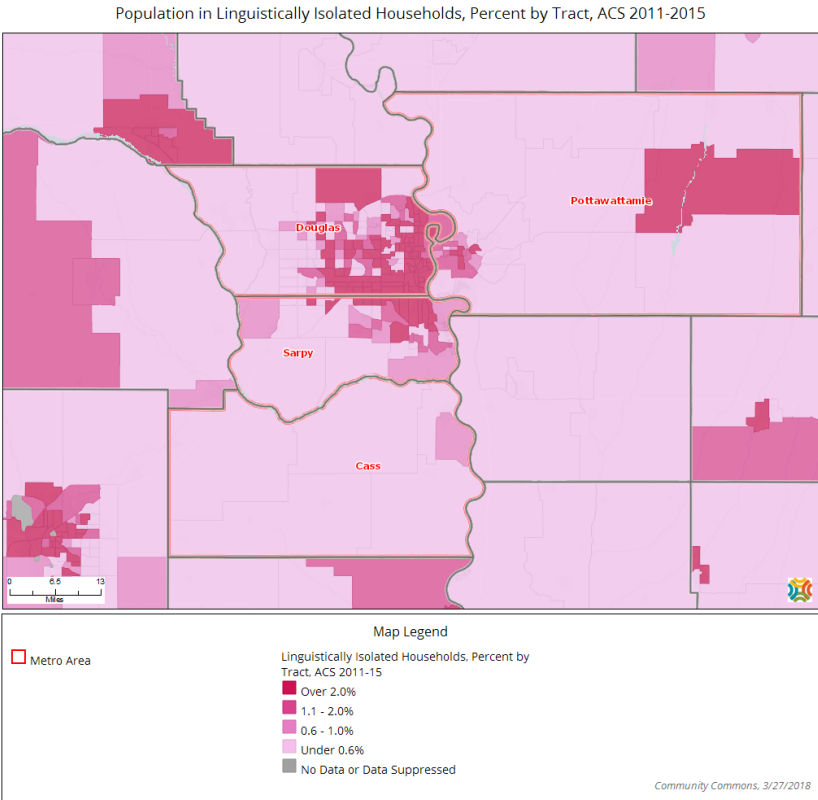 Population in Linguistically Isolated Households, Percent by Tract, ACS 2011-2015
Pottawattamie
Douglas
Sarpy
Cass
0 6.5 13
Miles
Map Legend
Metro Area
Linguistically Isolated Households, Percent by
Tract, ACS 2011-15
Over 2.0%
1.1 - 2.0%
0.6 - 1.0%
Under 0.6%
No Data or Data Suppressed
Community Commons, 3/27/2018